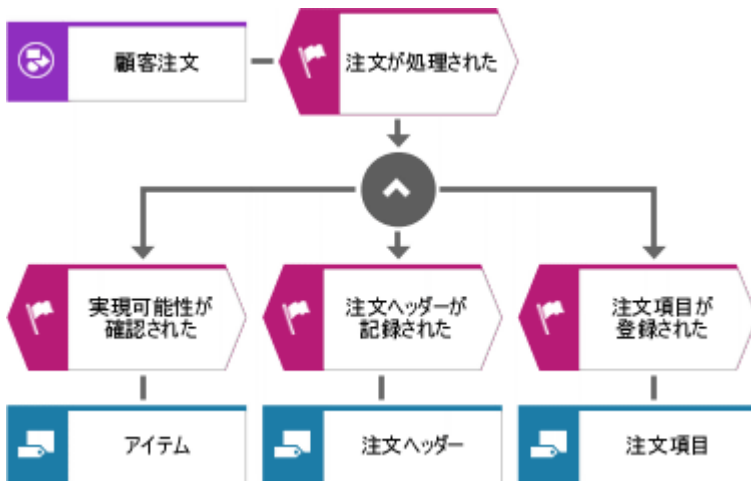 顧客注文
注文が処理された
実現可能性が
確認された
注文ヘッダーが
記録された
注文項目が
登録された
アイテム
注文ヘッダー
注文項目